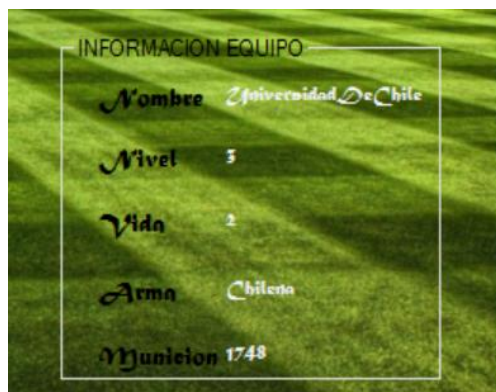 INFORMACION EQUIPO
Nombre UniversidadDeChile
Nivel 3
Vida 2
Arma Chilena
Municion 1748